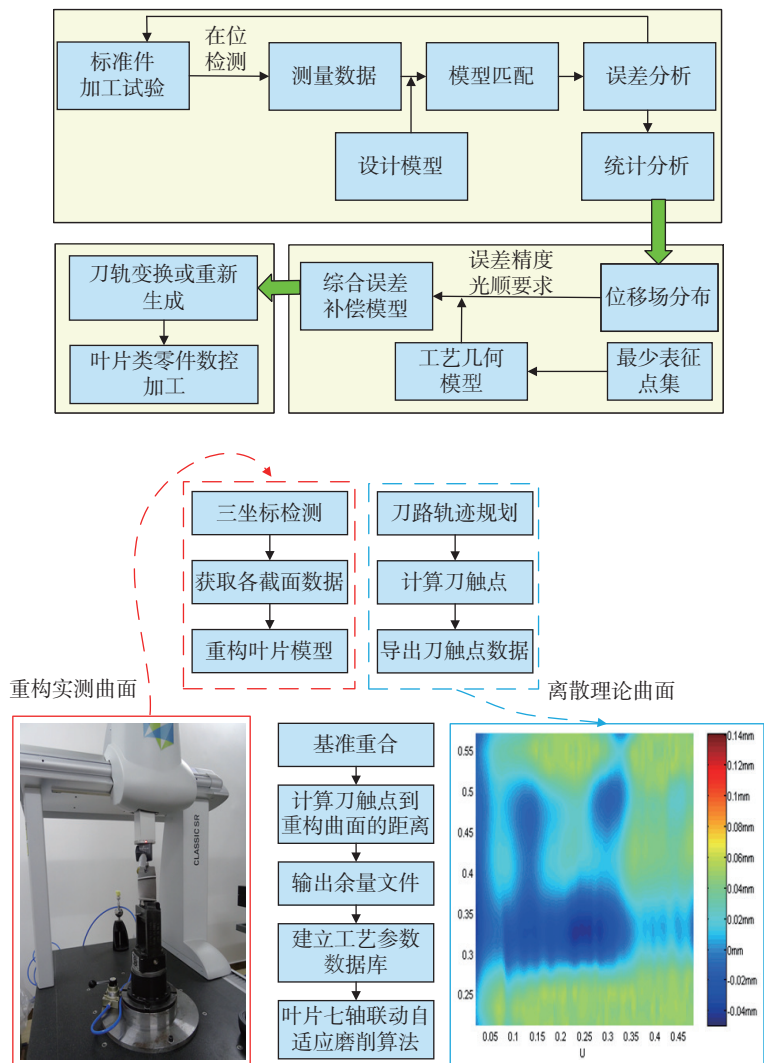 标准件
加工试验
在位
检测
测量数据
模型匹配
误差分析
设计模型
统计分析
刀轨变换或重新
生成
叶片类零件数控
加工
综合误差
补偿模型
误差精度
光顺要求
位移场分布
工艺几何
模型
最少表征
点集
三坐标检测
获取各截面数据
重构叶片模型
刀路轨迹规划
计算刀触点
导出刀触点数据
重构实测曲面
离散理论曲面
CLASSIC SR
基准重合
计算刀触点到
重构曲面的距离
输出余量文件
建立工艺参数
数据库
叶片七轴联动自
适应磨削算法
0.55
0.5
0.45
0.4
0.35
0.3
0.25
0.05 0.1 0.15 0.2 0.25 0.3 0.35 0.4 0.45
U
0.14mm
0.12mm
0.1mm
0.08mm
0.06mm
0.04mm
0.02mm
0mm
-0.02mm
-0.04mm